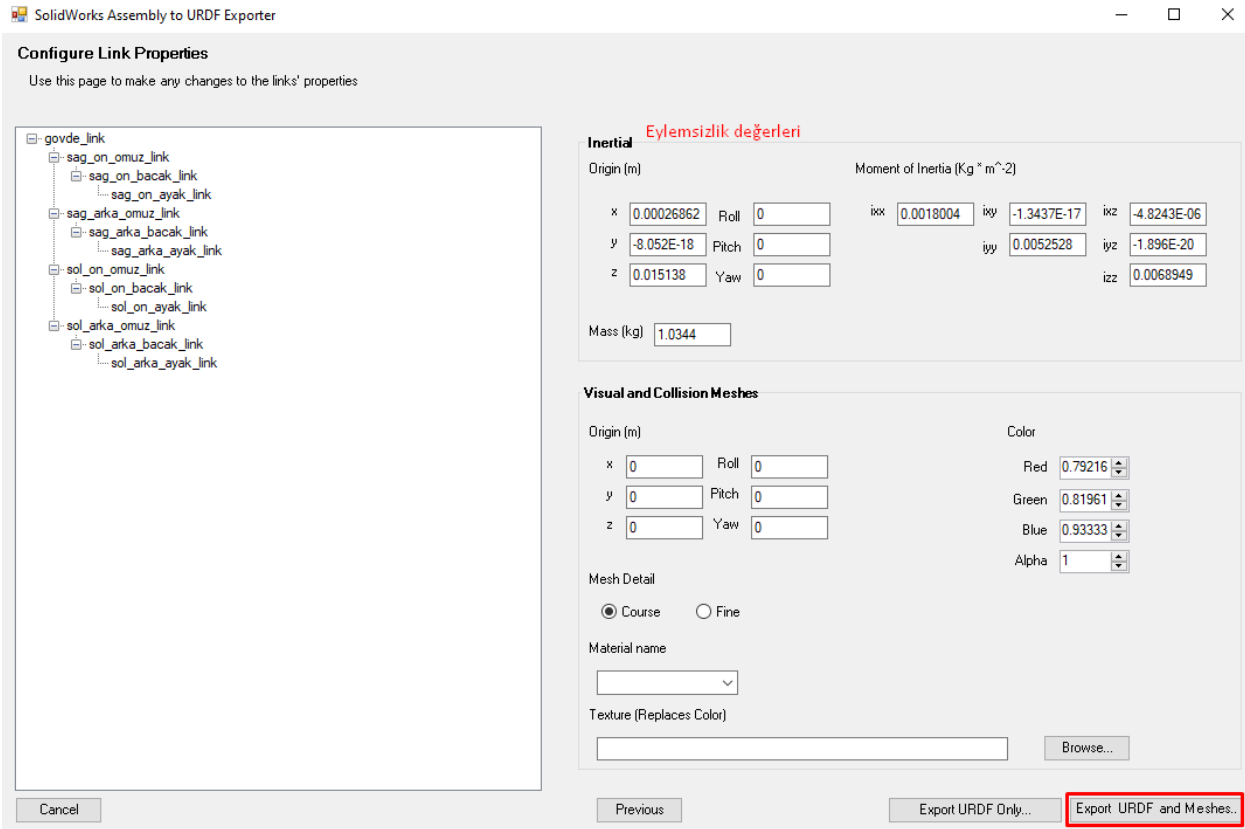 SolidWorks Assembly to URDF Exporter
Configure Link Properties
Use this page to make any changes to the links' properties
govde_link
sag_on_omuz_link
sag_on_bacak_link
sag_on_ayak_link
sag_arka_omuz_link
sag_arka_bacak_link
sag_arka_ayak_link
sol_on_omuz_link
sol_on_bacak_link
sol_on_ayak_link
sol_arka_omuz_link
sol_arka_bacak_link
sol_arka_ayak_link
Inertial Eylemsizlik değerleri
Origin (m) Moment of Inertia (Kg * m^-2)
x 0.00026862 Roll 0 ixx 0.0018004 ixy -1.3437E-17 ixz -4.8243E-06
y -8.052E-18 Pitch 0 iyy 0.0052528 iyz -1.896E-20
z 0.015138 Yaw 0 izz 0.0068949
Mass (kg) 1.0344
Visual and Collision Meshes
Origin (m) Color
x 0 Roll 0 Red 0.79216
y 0 Pitch 0 Green 0.81961
z 0 Yaw 0 Blue 0.93333
Alpha 1
Mesh Detail
Course Fine
Material name
Texture (Replaces Color)
Browse...
Cancel Previous Export URDF Only... Export URDF and Meshes..